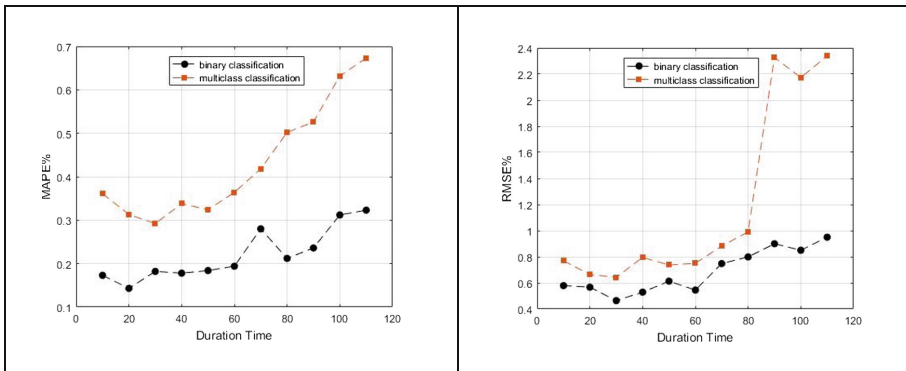 0.7
0.6
0.5
0.4
0.3
0.2
0.1
MAPE%
binary classification
multiclass classification
0 20 40 60 80 100 120
Duration Time
2.4
2.2
2
1.8
1.6
1.4
1.2
1
0.8
0.6
0.4
RMSE%
binary classification
multiclass classification
0 20 40 60 80 100 120
Duration Time